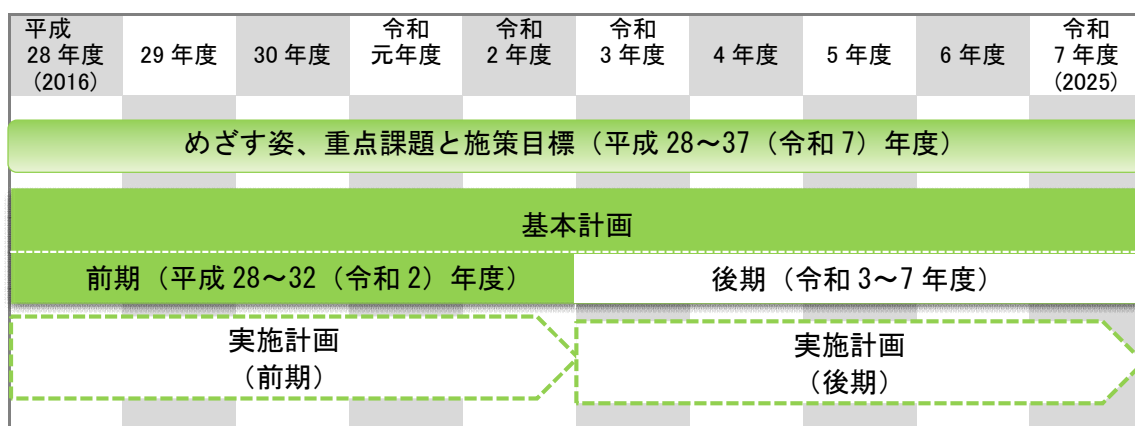 平成
28 年度
（2016）
29 年度
30 年度
令和
元年度
令和
2 年度
令和
3 年度
4 年度
5 年度
6 年度
令和
7 年度
（2025）
めざす姿、重点課題と施策目標（平成 28～37（令和 7）年度）
基本計画
前期（平成 28～32（令和 2）年度）
後期（令和 3～7 年度）
実施計画
（前期）
実施計画
（後期）